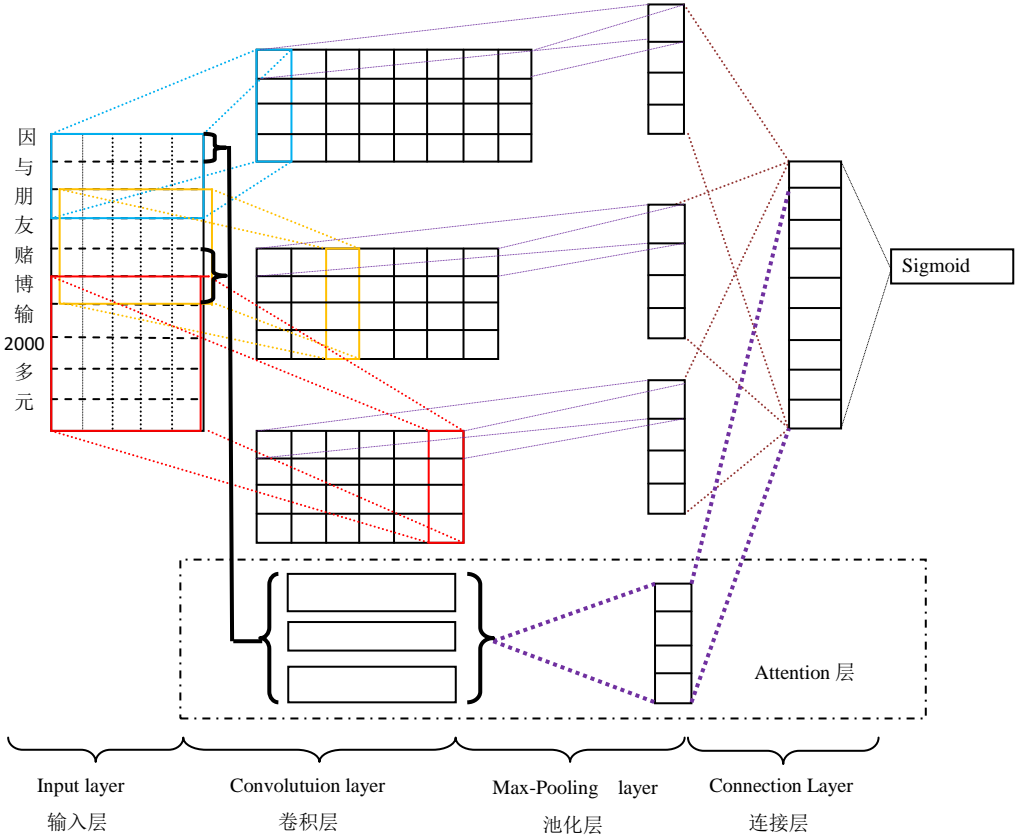 因
与
朋
友
赌
博
输
2000
多
元
Sigmoid
Attention 层
Input layer
输入层
Convolutuion layer
卷积层
Max-Pooling layer
池化层
Connection Layer
连接层